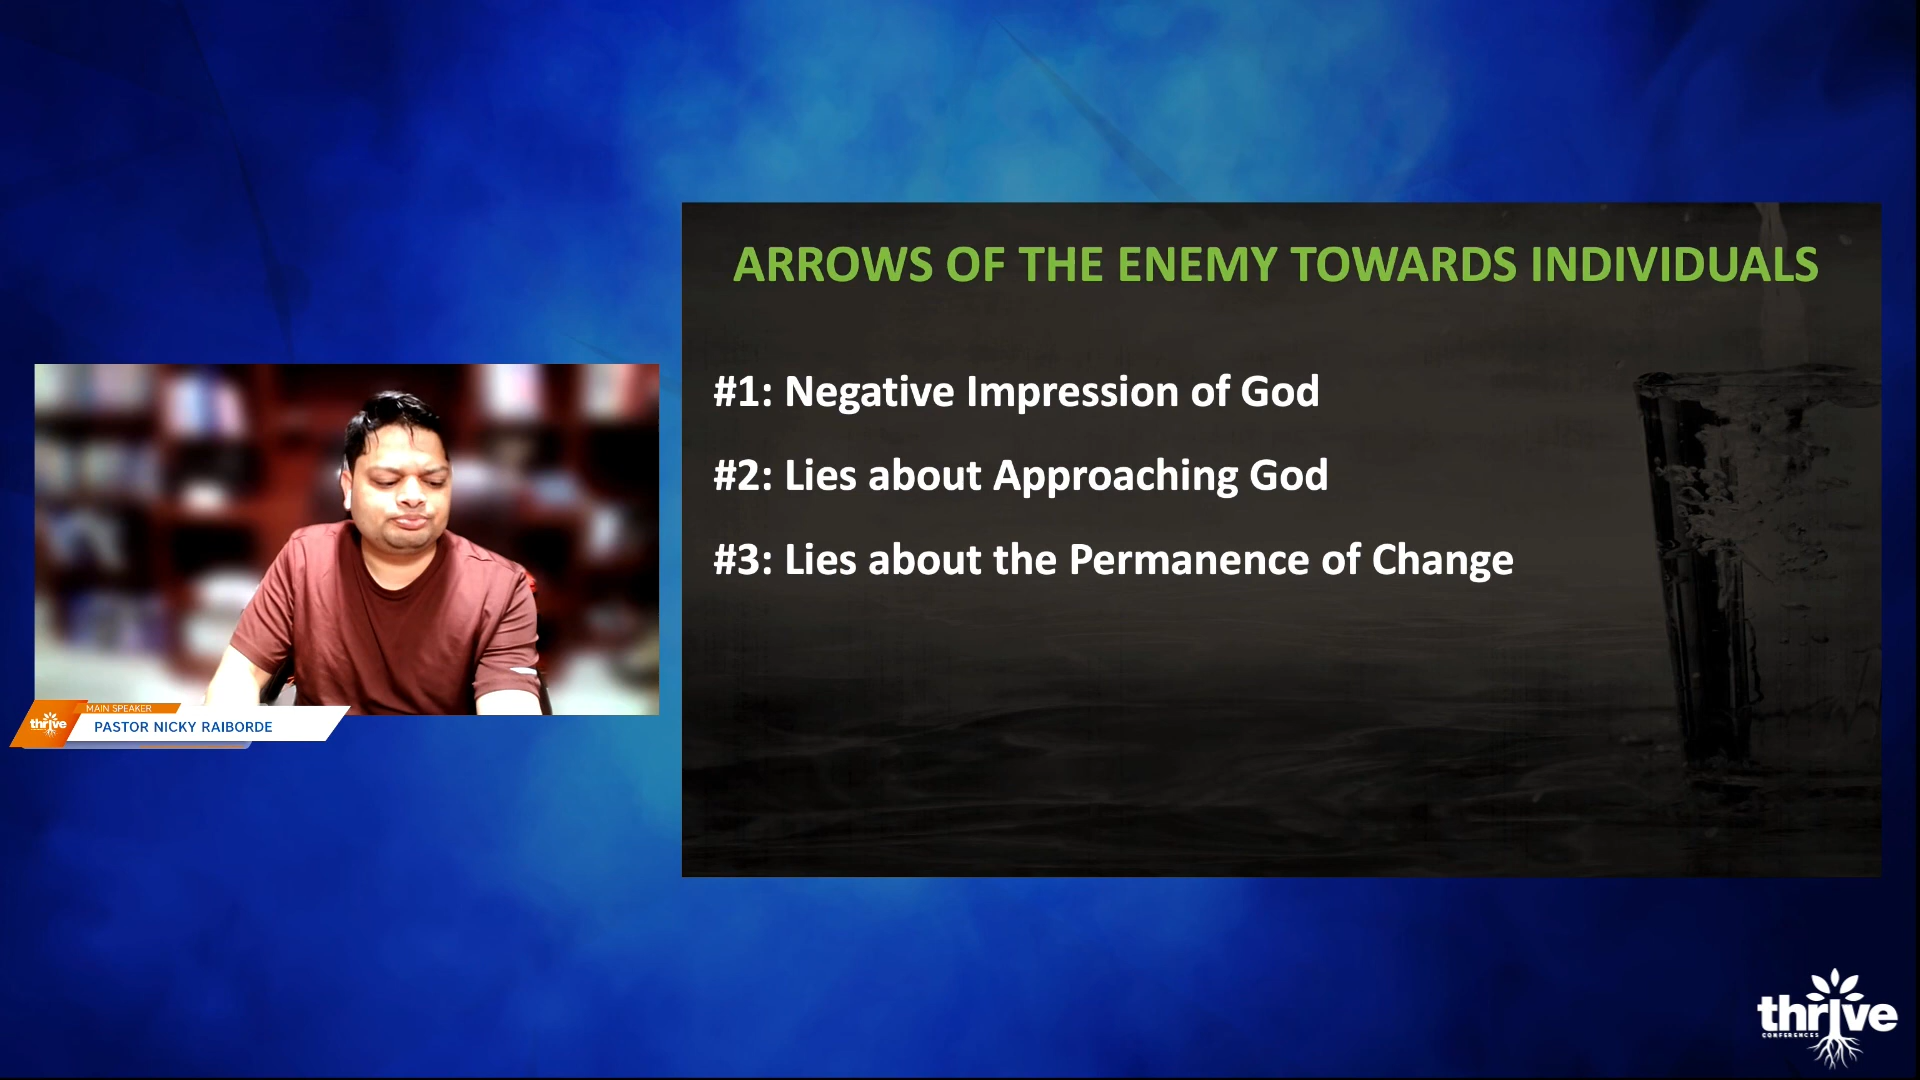 ARROWS OF THE ENEMY TOWARDS INDIVIDUALS
#1: Negative Impression of God
#2: Lies about Approaching God
#3: Lies about the Permanence of Change
MAIN SPEAKER
thrive
PASTOR NICKY RAIBORDE
thrive
CONFERENCES